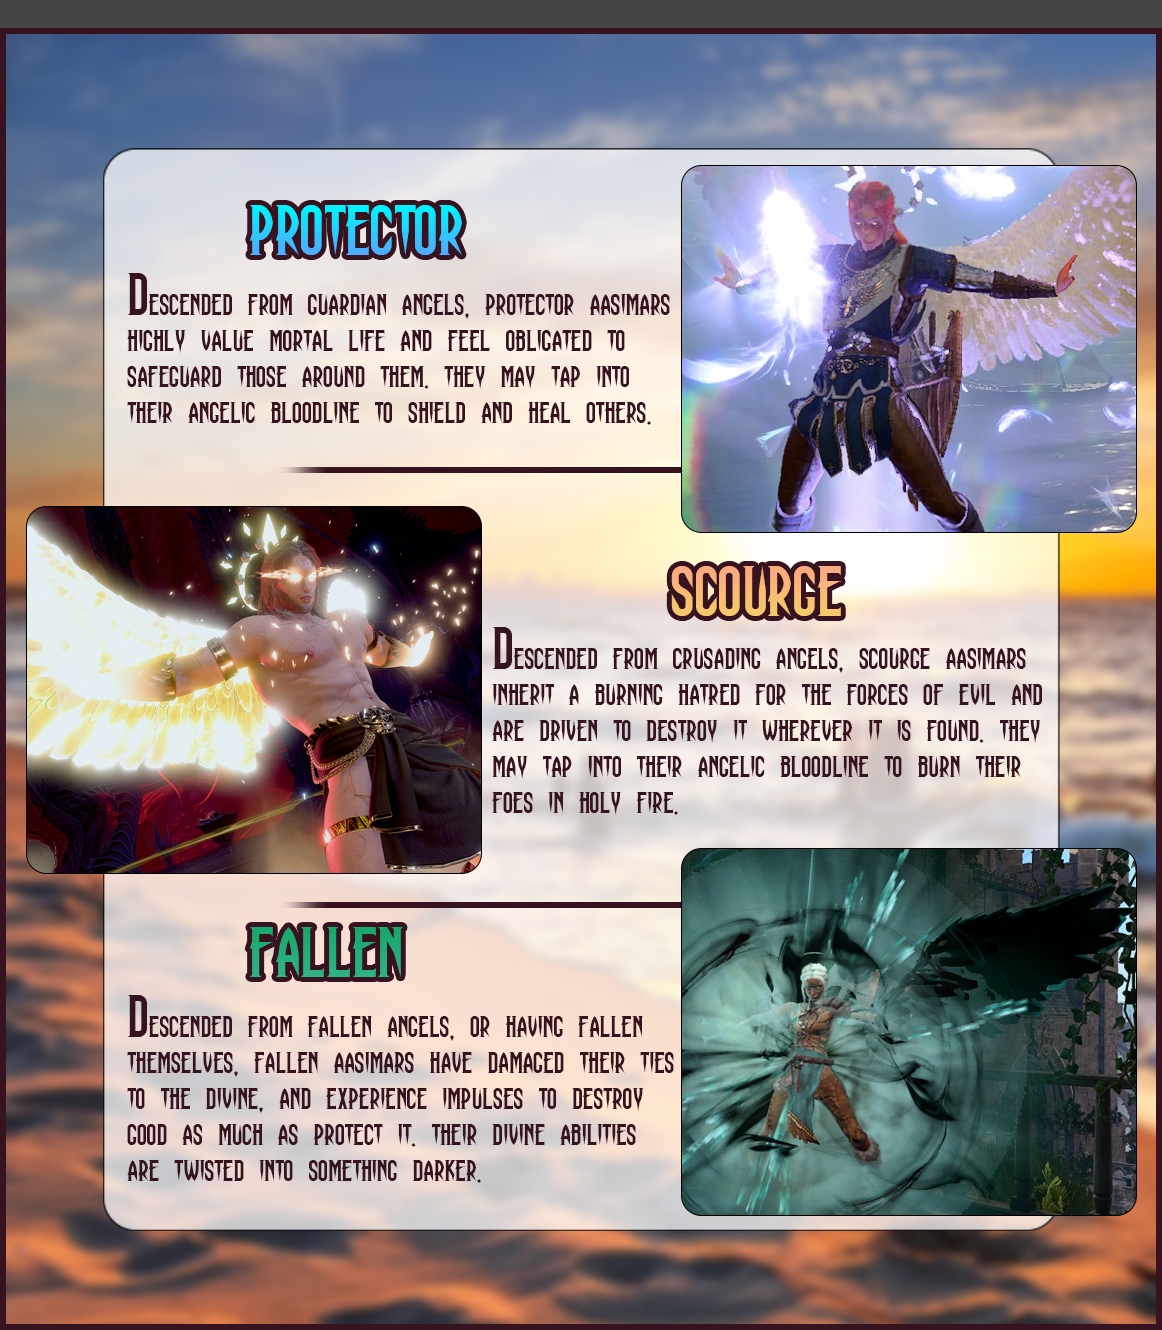 PROTECTOR
DESCENDED FROM GUARDIAN ANGELS, PROTECTOR AASIMARS
HIGHLY VALUE MORTAL LIFE AND FEEL OBLIGATED TO
SAFEGUARD THOSE AROUND THEM. THEY MAY TAP INTO
THEIR ANGELIC BLOODLINE TO SHIELD AND HEAL OTHERS.
SCOURGE
DESCENDED FROM CRUSADING ANGELS, SCOURGE AASIMARS
INHERIT A BURNING HATRED FOR THE FORCES OF EVIL AND
ARE DRIVEN TO DESTROY IT WHEREVER IT IS FOUND. THEY
MAY TAP INTO THEIR ANGELIC BLOODLINE TO BURN THEIR
FOES IN HOLY FIRE.
FALLEN
DESCENDED FROM FALLEN ANGELS, OR HAVING FALLEN
THEMSELVES, FALLEN AASIMARS HAVE DAMAGED THEIR TIES
TO THE DIVINE, AND EXPERIENCE IMPULSES TO DESTROY
GOOD AS MUCH AS PROTECT IT. THEIR DIVINE ABILITIES
ARE TWISTED INTO SOMETHING DARKER.